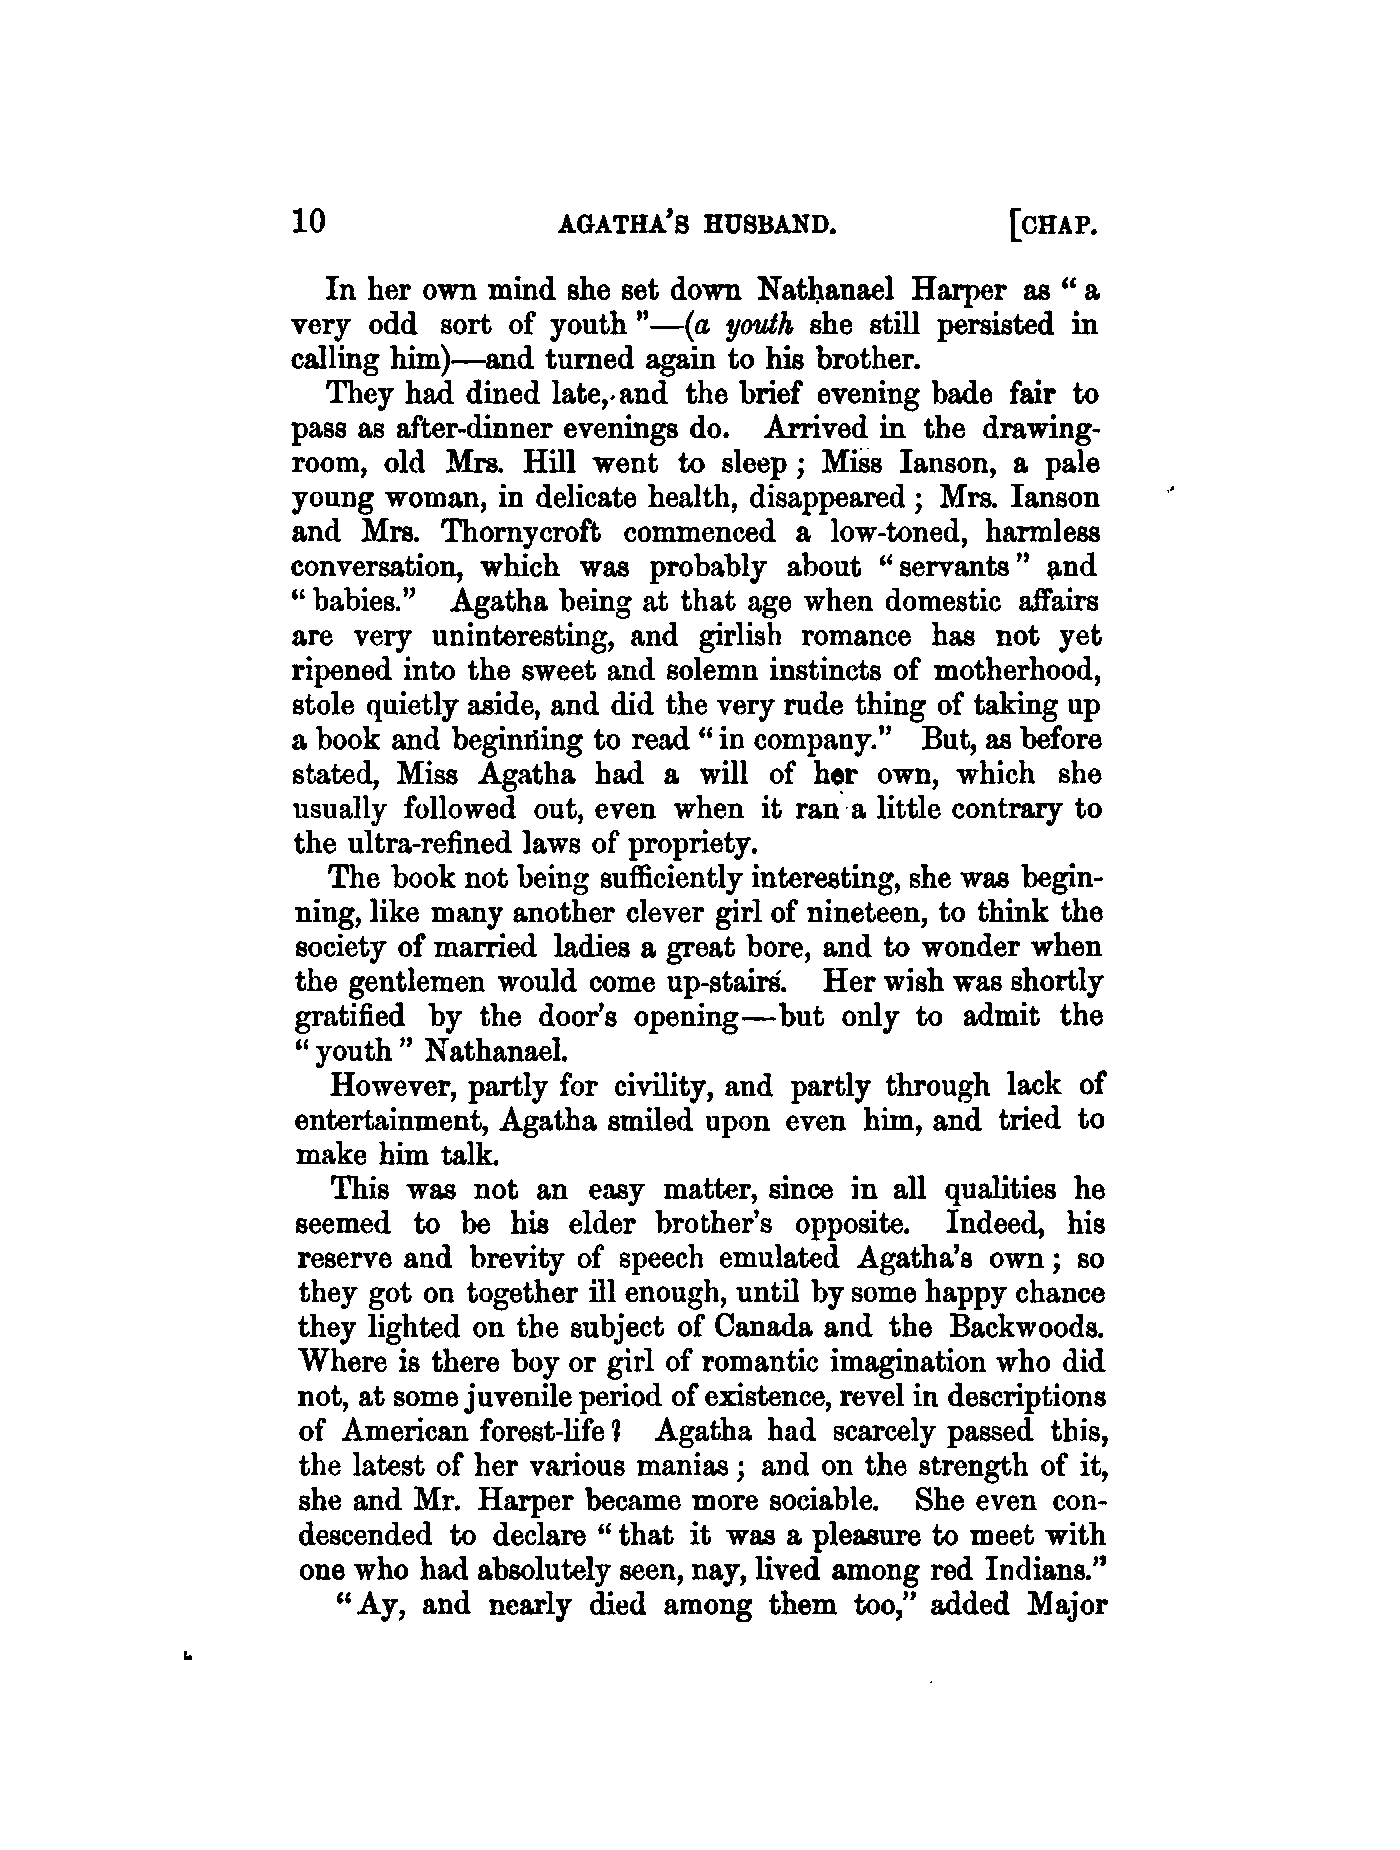 10 AGATHA'S HUSBAND. [CHAP.
In her own mind she set down Nathanael Harper as “ a
very odd sort of youth ”—(a youth she still persisted in
calling him)—and turned again to his brother.
They had dined late, and the brief evening bade fair to
pass as after-dinner evenings do. Arrived in the drawing-
room, old Mrs. Hill went to sleep ; Miss Ianson, a pale
young woman, in delicate health, disappeared ; Mrs. Ianson
and Mrs. Thornycroft commenced a low-toned, harmless
conversation, which was probably about “ servants ” and
“ babies.” Agatha being at that age when domestic affairs
are very uninteresting, and girlish romance has not yet
ripened into the sweet and solemn instincts of motherhood,
stole quietly aside, and did the very rude thing of taking up
a book and beginning to read “ in company.” But, as before
stated, Miss Agatha had a will of her own, which she
usually followed out, even when it ran a little contrary to
the ultra-refined laws of propriety.
The book not being sufficiently interesting, she was begin-
ning, like many another clever girl of nineteen, to think the
society of married ladies a great bore, and to wonder when
the gentlemen would come up-stairs. Her wish was shortly
gratified by the door's opening—but only to admit the
“ youth ” Nathanael.
However, partly for civility, and partly through lack of
entertainment, Agatha smiled upon even him, and tried to
make him talk.
This was not an easy matter, since in all qualities he
seemed to be his elder brother's opposite. Indeed, his
reserve and brevity of speech emulated Agatha's own ; so
they got on together ill enough, until by some happy chance
they lighted on the subject of Canada and the Backwoods.
Where is there boy or girl of romantic imagination who did
not, at some juvenile period of existence, revel in descriptions
of American forest-life ? Agatha had scarcely passed this,
the latest of her various manias ; and on the strength of it,
she and Mr. Harper became more sociable. She even con-
descended to declare “ that it was a pleasure to meet with
one who had absolutely seen, nay, lived among red Indians.”
“ Ay, and nearly died among them too,” added Major